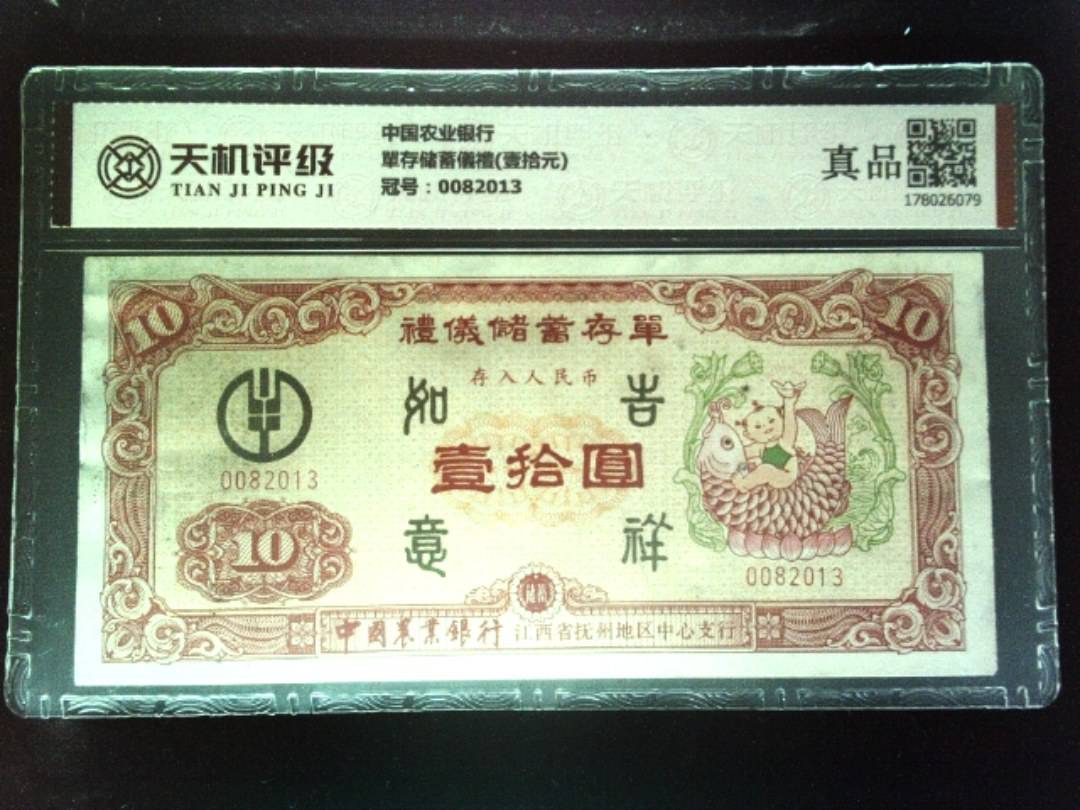 天机评级
TIAN JI PING JI
中国农业银行
單存储蓄儀禮(壹拾元)
冠号：0082013
真品
178026079
10
10
禮儀儲蓄存單
存入人民币
如 吉
壹拾圓
0082013
意 祥
10
0082013
中國農業銀行 江西省抚州地区中心支行